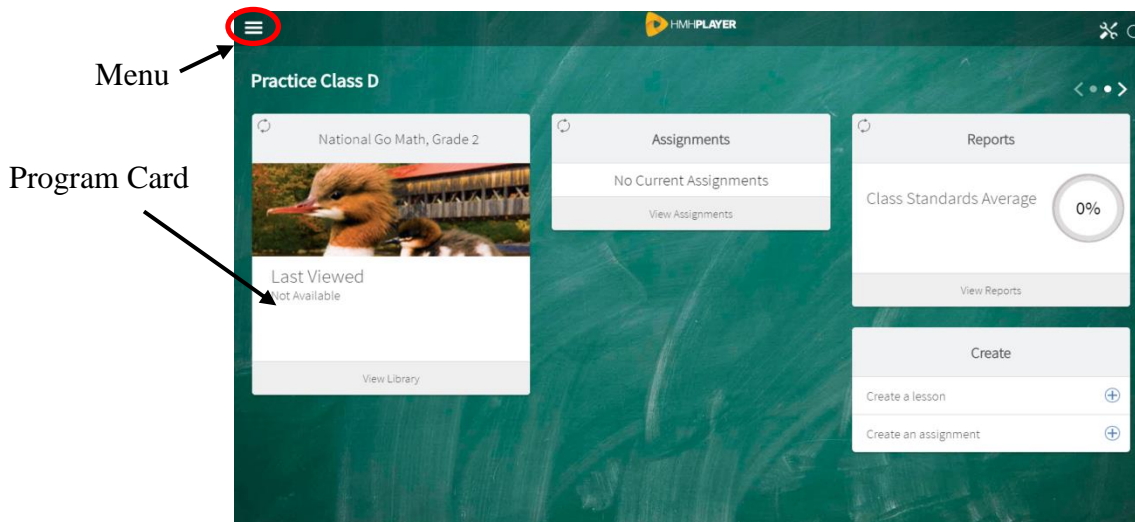 HMHPLAYER
Menu
Practice Class D
Program Card
National Go Math, Grade 2
Last Viewed
Not Available
View Library
Assignments
No Current Assignments
View Assignments
Reports
Class Standards Average
0%
View Reports
Create
Create a lesson
Create an assignment